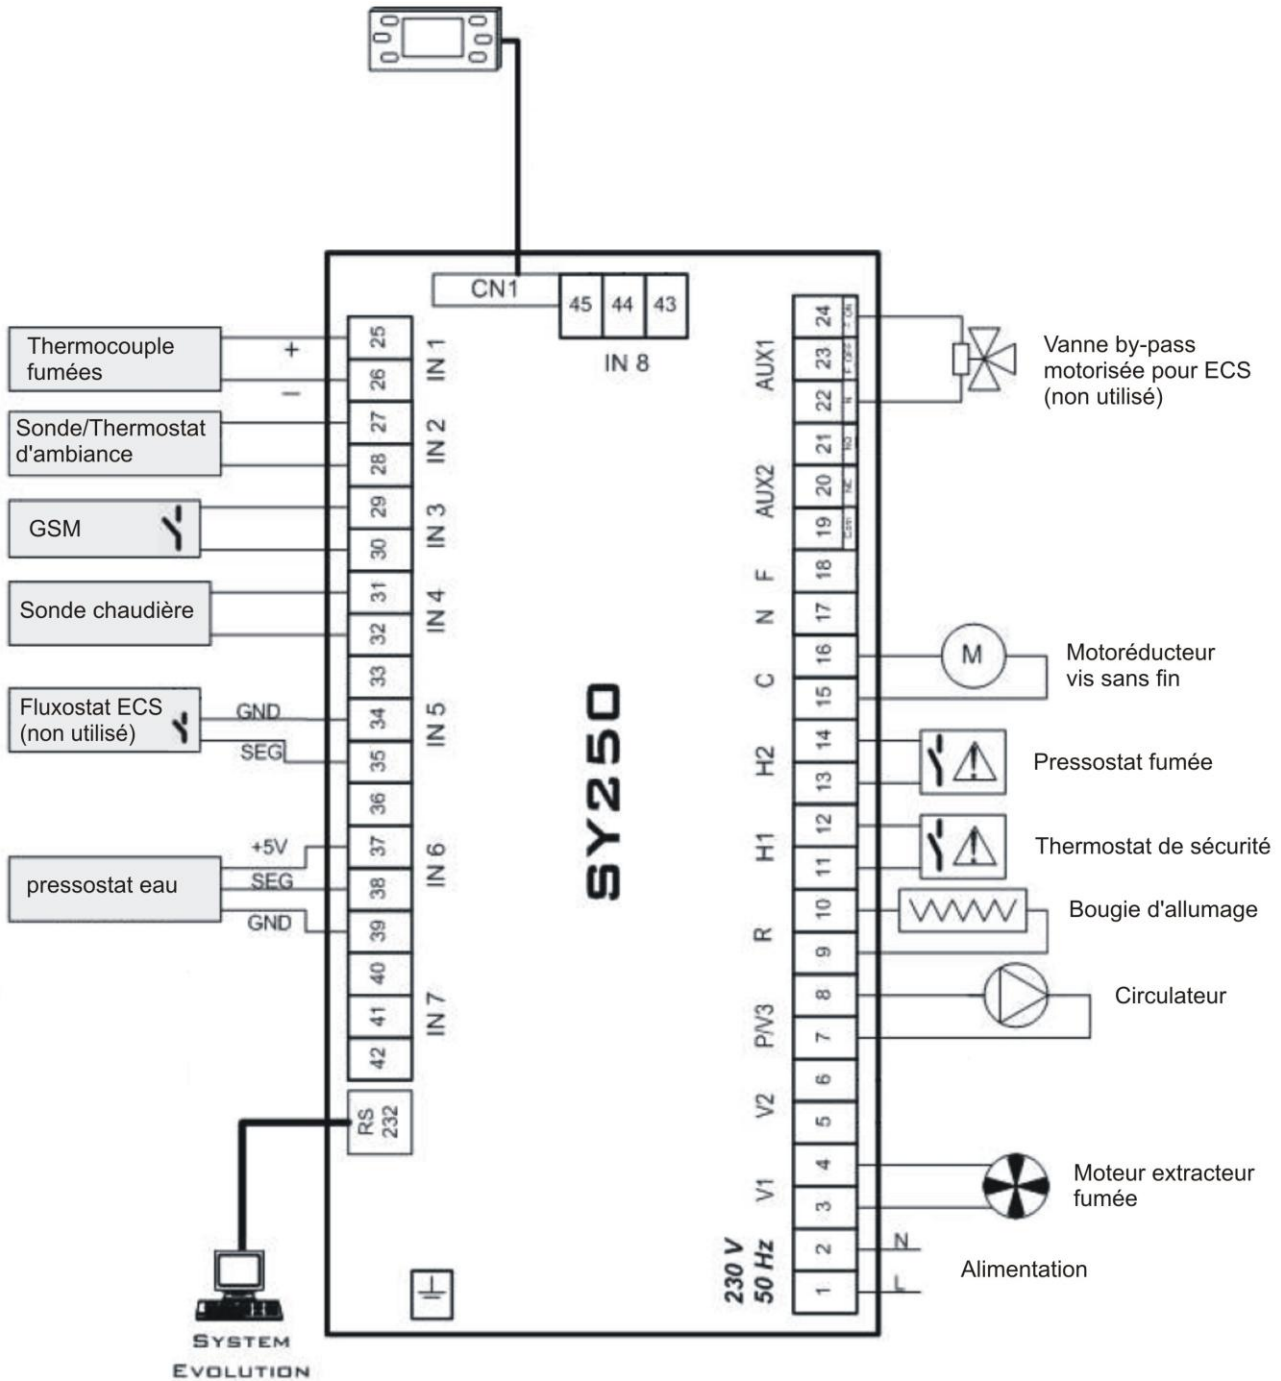 CN1
45 44 43
IN 8
Thermocouple
fumées
+
–
25
26
IN 1
Sonde/Thermostat
d'ambiance
27
28
IN 2
GSM
29
30
IN 3
Sonde chaudière
31
32
IN 4
33
Fluxostat ECS
(non utilisé)
GND
SEG
34
35
IN 5
36
pressostat eau
+5V
SEG
GND
37
38
39
IN 6
40
41
42
IN 7
RS
232
SYSTEM
EVOLUTION
SY250
AUX1
24
23
22
N
Vanne by-pass
motorisée pour ECS
(non utilisé)
AUX2
21
NO
20
NC
19
Com
F
18
N
17
C
16
15
M
Motoréducteur
vis sans fin
H2
14
13
Pressostat fumée
H1
12
11
Thermostat de sécurité
R
10
9
Bougie d'allumage
P/V3
8
7
Circulateur
V2
6
5
V1
4
3
Moteur extracteur
fumée
230 V
50 Hz
2
1
N
L
Alimentation